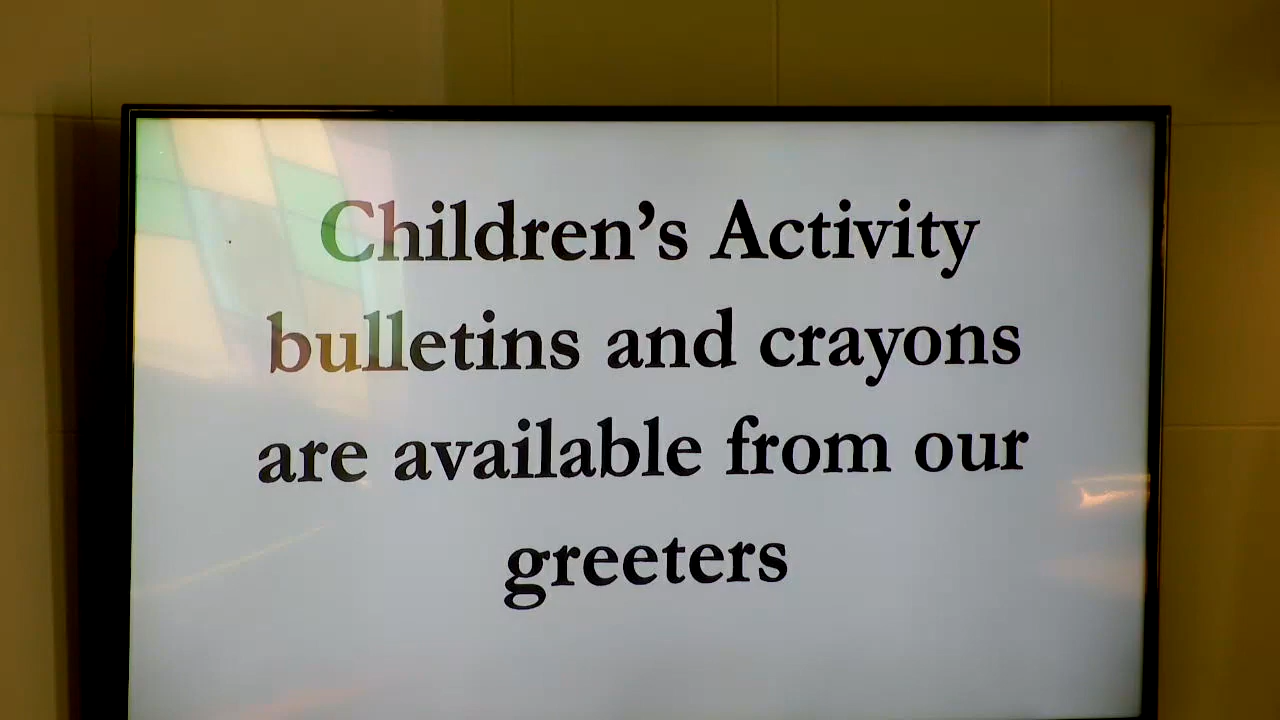 Children’s Activity
bulletins and crayons
are available from our
greeters